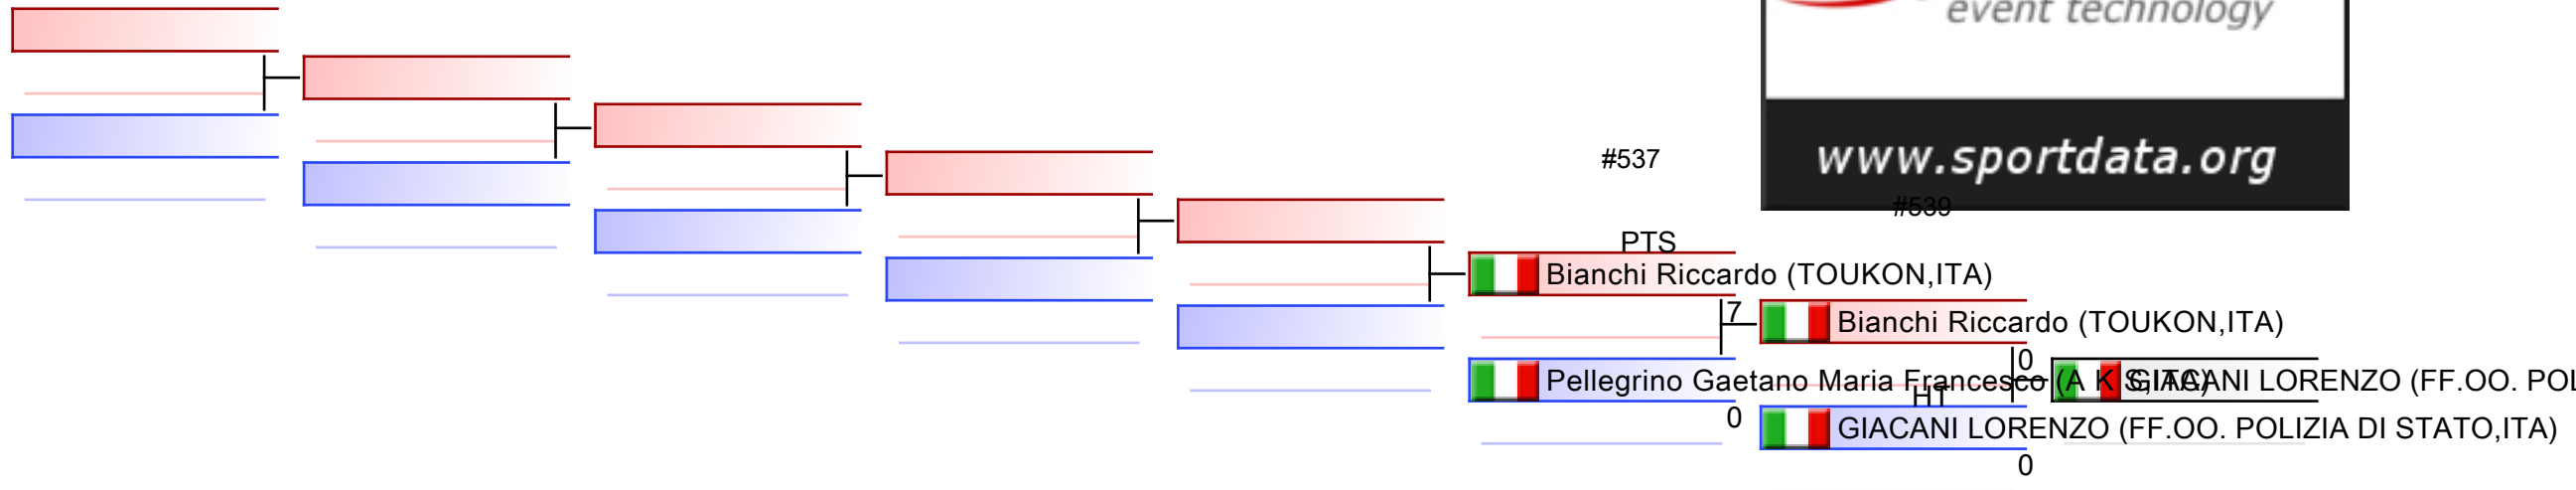 event technology
www.sportdata.org
#537
#539
PTS
Bianchi Riccardo (TOUKON,ITA)
7
Bianchi Riccardo (TOUKON,ITA)
0
Pellegrino Gaetano Maria Francesco (A K S,ITA)
GIACANI LORENZO (FF.OO. POL
HT
0
GIACANI LORENZO (FF.OO. POLIZIA DI STATO,ITA)
0